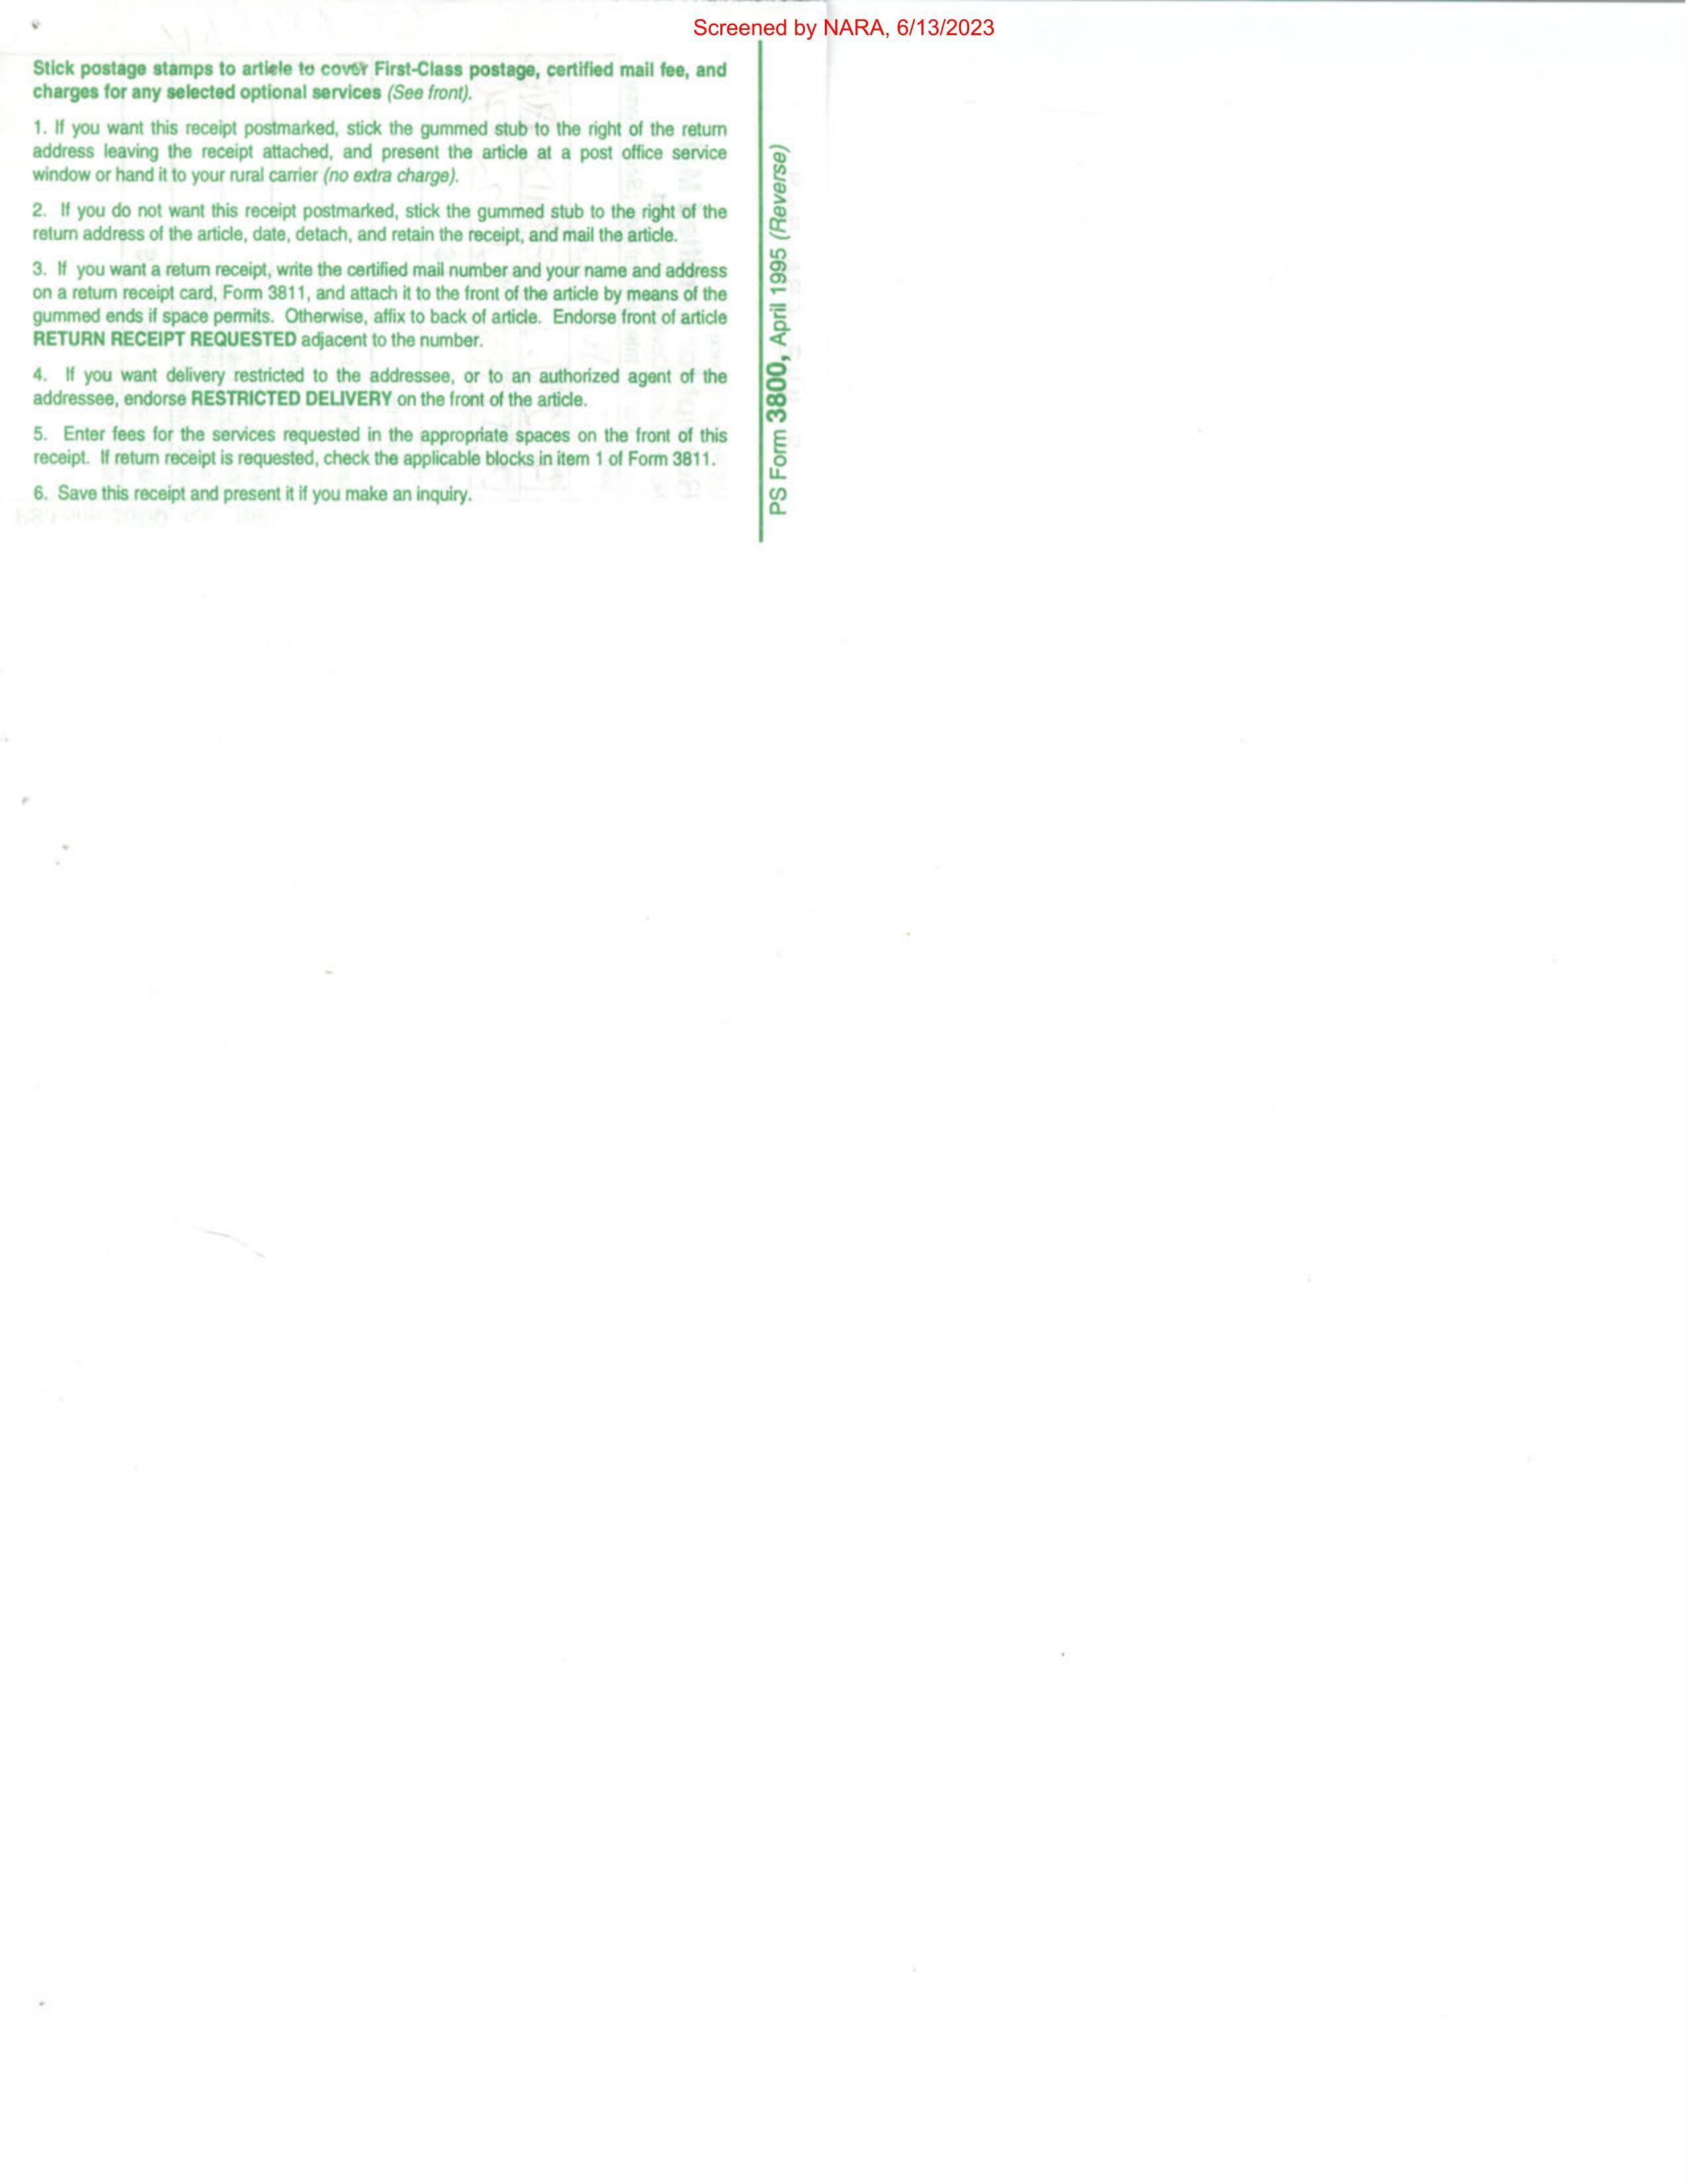 Screened by NARA, 6/13/2023
Stick postage stamps to article to cover First-Class postage, certified mail fee, and
charges for any selected optional services (See front).
1. If you want this receipt postmarked, stick the gummed stub to the right of the return
address leaving the receipt attached, and present the article at a post office service
window or hand it to your rural carrier (no extra charge).
2. If you do not want this receipt postmarked, stick the gummed stub to the right of the
return address of the article, date, detach, and retain the receipt, and mail the article.
3. If you want a return receipt, write the certified mail number and your name and address
on a return receipt card, Form 3811, and attach it to the front of the article by means of the
gummed ends if space permits. Otherwise, affix to back of article. Endorse front of article
RETURN RECEIPT REQUESTED adjacent to the number.
4. If you want delivery restricted to the addressee, or to an authorized agent of the
addressee, endorse RESTRICTED DELIVERY on the front of the article.
5. Enter fees for the services requested in the appropriate spaces on the front of this
receipt. If return receipt is requested, check the applicable blocks in item 1 of Form 3811.
6. Save this receipt and present it if you make an inquiry.
PS Form 3800, April 1995 (Reverse)